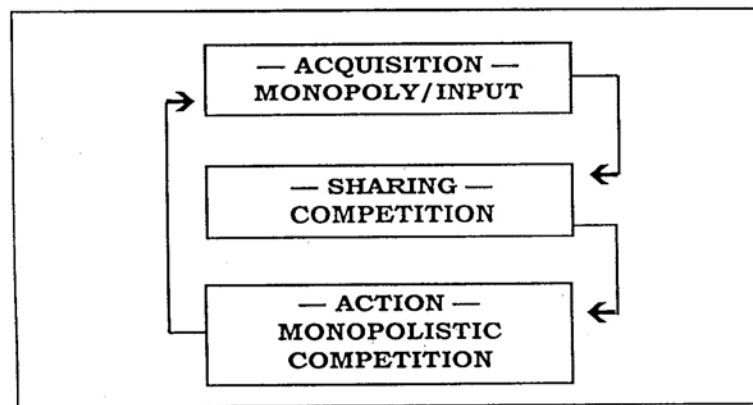 — ACQUISITION —
MONOPOLY/INPUT
— SHARING —
COMPETITION
— ACTION —
MONOPOLISTIC
COMPETITION